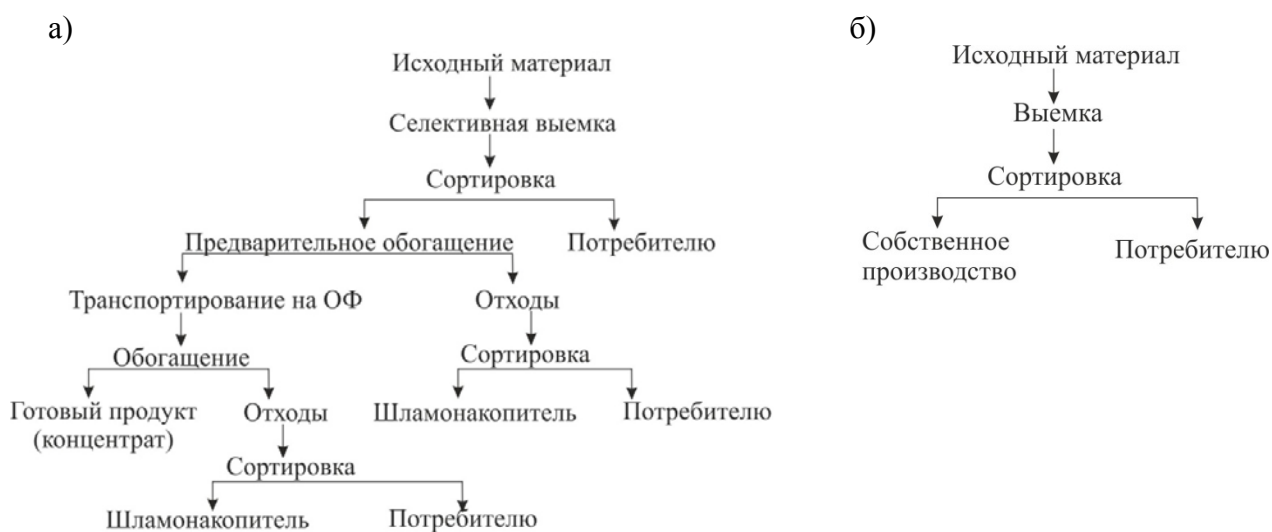 а)
Исходный материал
Селективная выемка
Сортировка
Предварительное обогащение
Потребителю
Транспортирование на ОФ
Отходы
Обогащение
Сортировка
Готовый продукт
(концентрат)
Отходы
Шламонакопитель
Потребителю
Сортировка
Шламонакопитель
Потребителю
б)
Исходный материал
Выемка
Сортировка
Собственное
производство
Потребителю